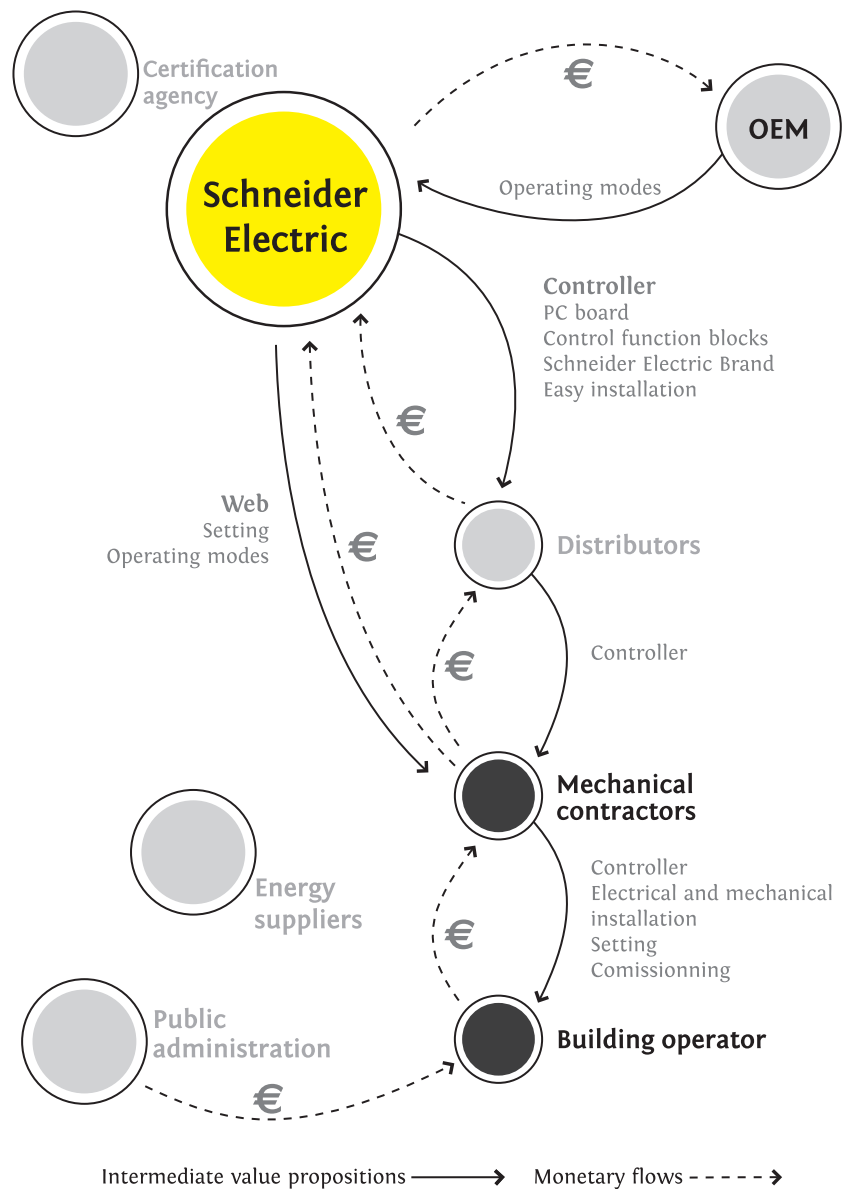 Certification
agency
€
OEM
Schneider
Electric
Operating modes
Controller
PC board
Control function blocks
Schneider Electric Brand
Easy installation
€
Web
Setting
Operating modes
€
Distributors
€
Controller
Mechanical
contractors
Controller
Electrical and mechanical
installation
Setting
Comissionning
Energy
suppliers
€
Public
administration
Building operator
€
Intermediate value propositions
Monetary flows